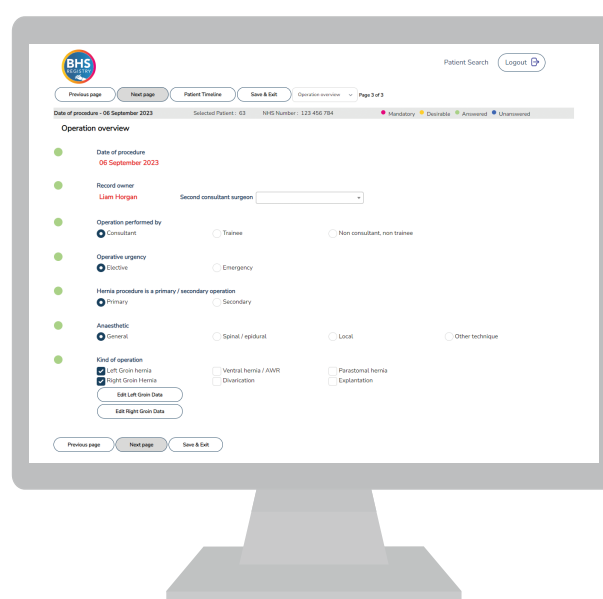 BHS
REGISTRY
Patient Search Logout
Previous page Next page Patient Timeline Save & Exit Operation overview Page 3 of 3
Date of procedure - 06 September 2023 Selected Patient : 63 NHS Number : 123 456 784 Mandatory Desirable Answered Unanswered
Operation overview
Date of procedure
06 September 2023
Record owner
Liam Horgan Second consultant surgeon
Operation performed by
Consultant Trainee Non consultant, non trainee
Operative urgency
Elective Emergency
Hernia procedure is a primary / secondary operation
Primary Secondary
Anaesthetic
General Spinal / epidural Local Other technique
Kind of operation
Left Groin hernia Ventral hernia / AWR Parastomal hernia
Right Groin Hernia Divarication Explantation
Edit Left Groin Data
Edit Right Groin Data
Previous page Next page Save & Exit